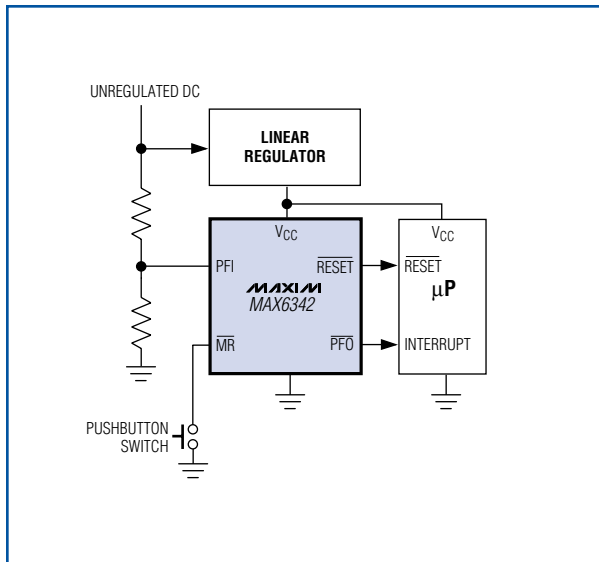 UNREGULATED DC
LINEAR
REGULATOR
VCC
VCC
PFI
RESET
RESET
MAXIM
MAX6342
μP
MR
PFO
INTERRUPT
PUSHBUTTON
SWITCH